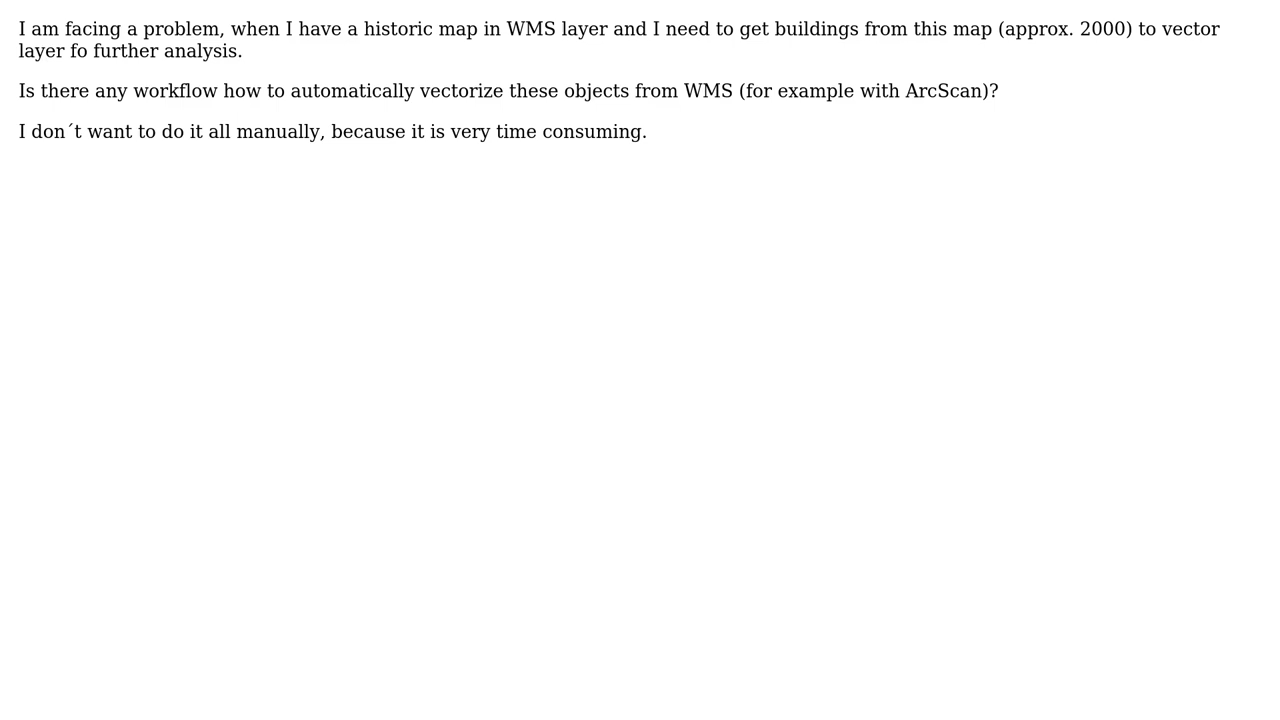 I am facing a problem, when I have a historic map in WMS layer and I need to get buildings from this map (approx. 2000) to vector
layer fo further analysis.
Is there any workflow how to automatically vectorize these objects from WMS (for example with ArcScan)?
I don´t want to do it all manually, because it is very time consuming.